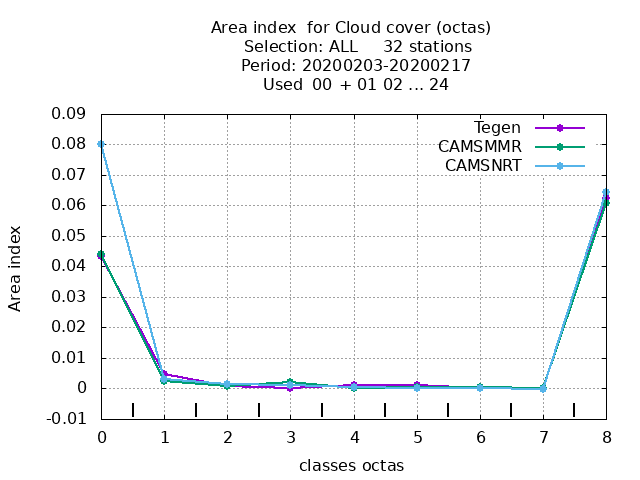 Area index  for Cloud cover (octas)
Selection: ALL     32 stations
Period: 20200203-20200217
Used  00 + 01 02 ... 24
0.09
0.08
0.07
0.06
0.05
0.04
0.03
0.02
0.01
0
-0.01
Area index
Tegen
CAMSMMR
CAMSNRT
0 1 2 3 4 5 6 7 8
classes octas